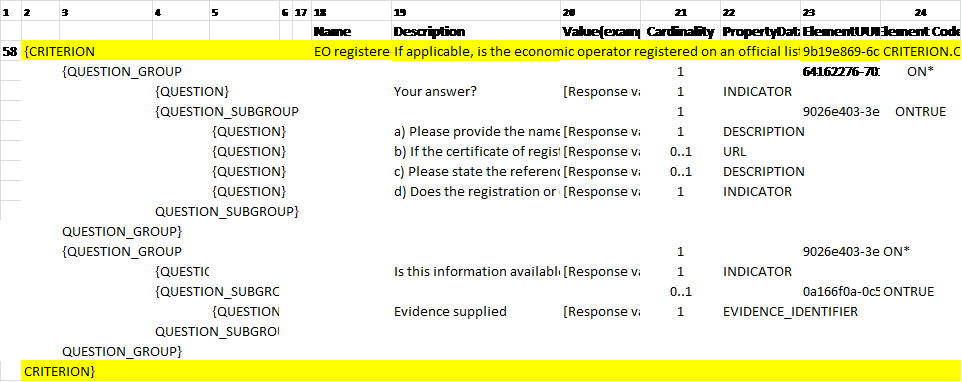 1 2 3 4 5 6 17 18 19 20 21 22 23 24
Name Description Value(examp Cardinality PropertyDat ElementUUI Element Code
58 {CRITERION EO registere If applicable, is the economic operator registered on an official lis 9b19e869-6c CRITERION.C
{QUESTION_GROUP 1 64162276-70 ON*
{QUESTION} Your answer? [Response va 1 INDICATOR
{QUESTION_SUBGROUP 1 9026e403-3e ONTRUE
{QUESTION} a) Please provide the name [Response va 1 DESCRIPTION
{QUESTION} b) If the certificate of regist [Response va 0..1 URL
{QUESTION} c) Please state the referenc [Response va 0..1 DESCRIPTION
{QUESTION} d) Does the registration or [Response va 1 INDICATOR
QUESTION_SUBGROUP}
QUESTION_GROUP}
{QUESTION_GROUP 1 9026e403-3e ON*
{QUESTIC Is this information availabl [Response va 1 INDICATOR
{QUESTION_SUBGRC 0..1 0a166f0a-0c5 ONTRUE
{QUESTION Evidence supplied [Response va 1 EVIDENCE_IDENTIFIER
QUESTION_SUBGROU
QUESTION_GROUP}
CRITERION}